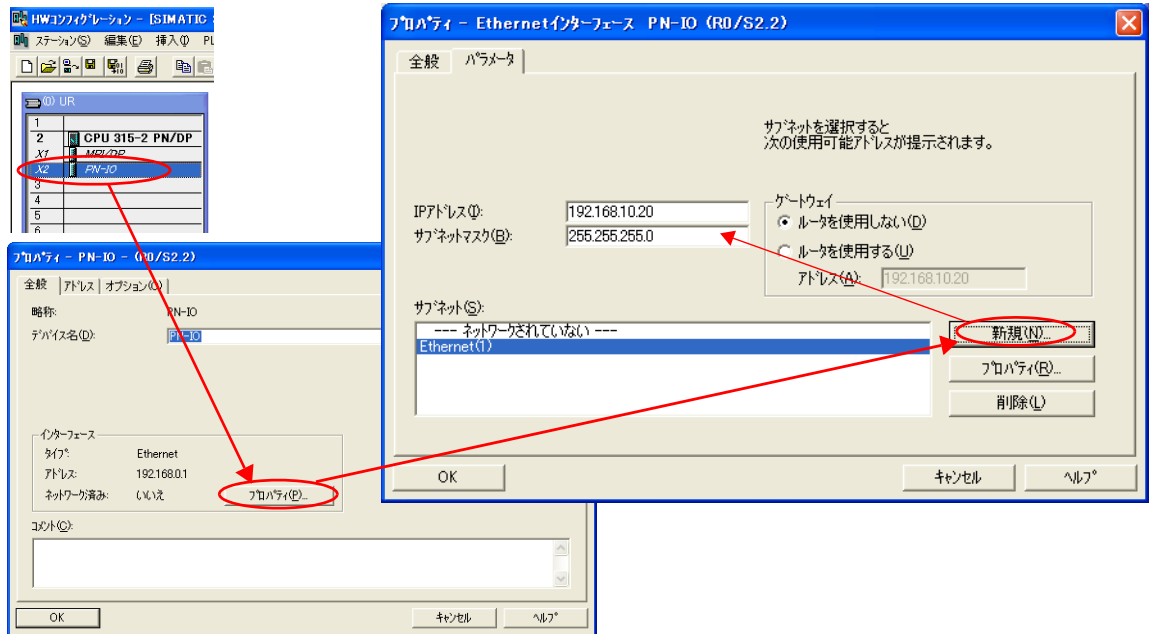 HWコンフィグレーション - [SIMATIC
ステーション(S) 編集(E) 挿入(I) PL
(0) UR
1
2 CPU 315-2 PN/DP
X1 MPI/DP
X2 PN-IO
3
4
5
6
プロパティ - PN-IO - (R0/S2.2)
全般 アドレス オプション(O)
略称: PN-IO
デバイス名(D): PN-IO
インターフェース
タイプ: Ethernet
アドレス: 192.168.0.1
ネットワーク済み: いいえ プロパティ(P)...
コメント(C):
OK キャンセル ヘルプ
プロパティ - Ethernetインターフェース PN-IO (R0/S2.2)
全般 パラメータ
サブネットを選択すると
次の使用可能アドレスが提示されます。
IPアドレス(I): 192.168.10.20
サブネットマスク(B): 255.255.255.0
ゲートウェイ
ルータを使用しない(D)
ルータを使用する(U)
アドレス(A): 192.168.10.20
サブネット(S):
--- ネットワークされていない ---
Ethernet(1)
新規(N)...
プロパティ(R)...
削除(L)
OK キャンセル ヘルプ